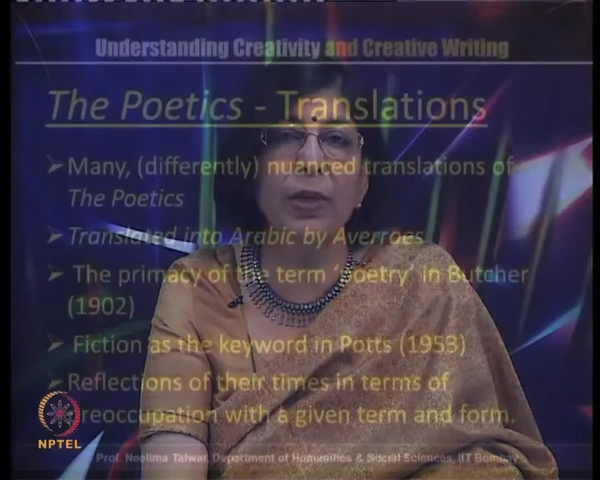 Understanding Creativity and Creative Writing
The Poetics - Translations
➢ Many, (differently) nuanced translations of
The Poetics
➢ Translated into Arabic by Averroes
➢ The primacy of the term ‘poetry’ in Butcher
(1902)
➢ Fiction as the keyword in Potts (1953)
➢ Reflections of their times in terms of
preoccupation with a given term and form.
NPTEL
Prof. Neelima Talwar, Department of Humanities & Social Sciences, IIT Bombay